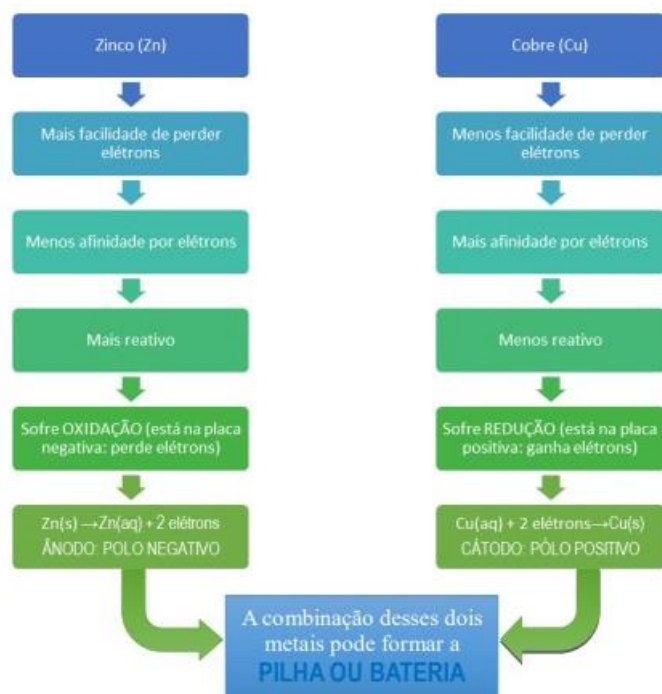 Zinco (Zn)
Mais facilidade de perder
elétrons
Menos afinidade por elétrons
Mais reativo
Sofre OXIDAÇÃO (está na placa
negativa: perde elétrons)
Zn(s) →Zn(aq) + 2 elétrons
ÂNODO: POLO NEGATIVO
Cobre (Cu)
Menos facilidade de perder
elétrons
Mais afinidade por elétrons
Menos reativo
Sofre REDUÇÃO (está na placa
positiva: ganha elétrons)
Cu(aq) + 2 elétrons→Cu(s)
CÁTODO: PÓLO POSITIVO
A combinação desses dois
metais pode formar a
PILHA OU BATERIA